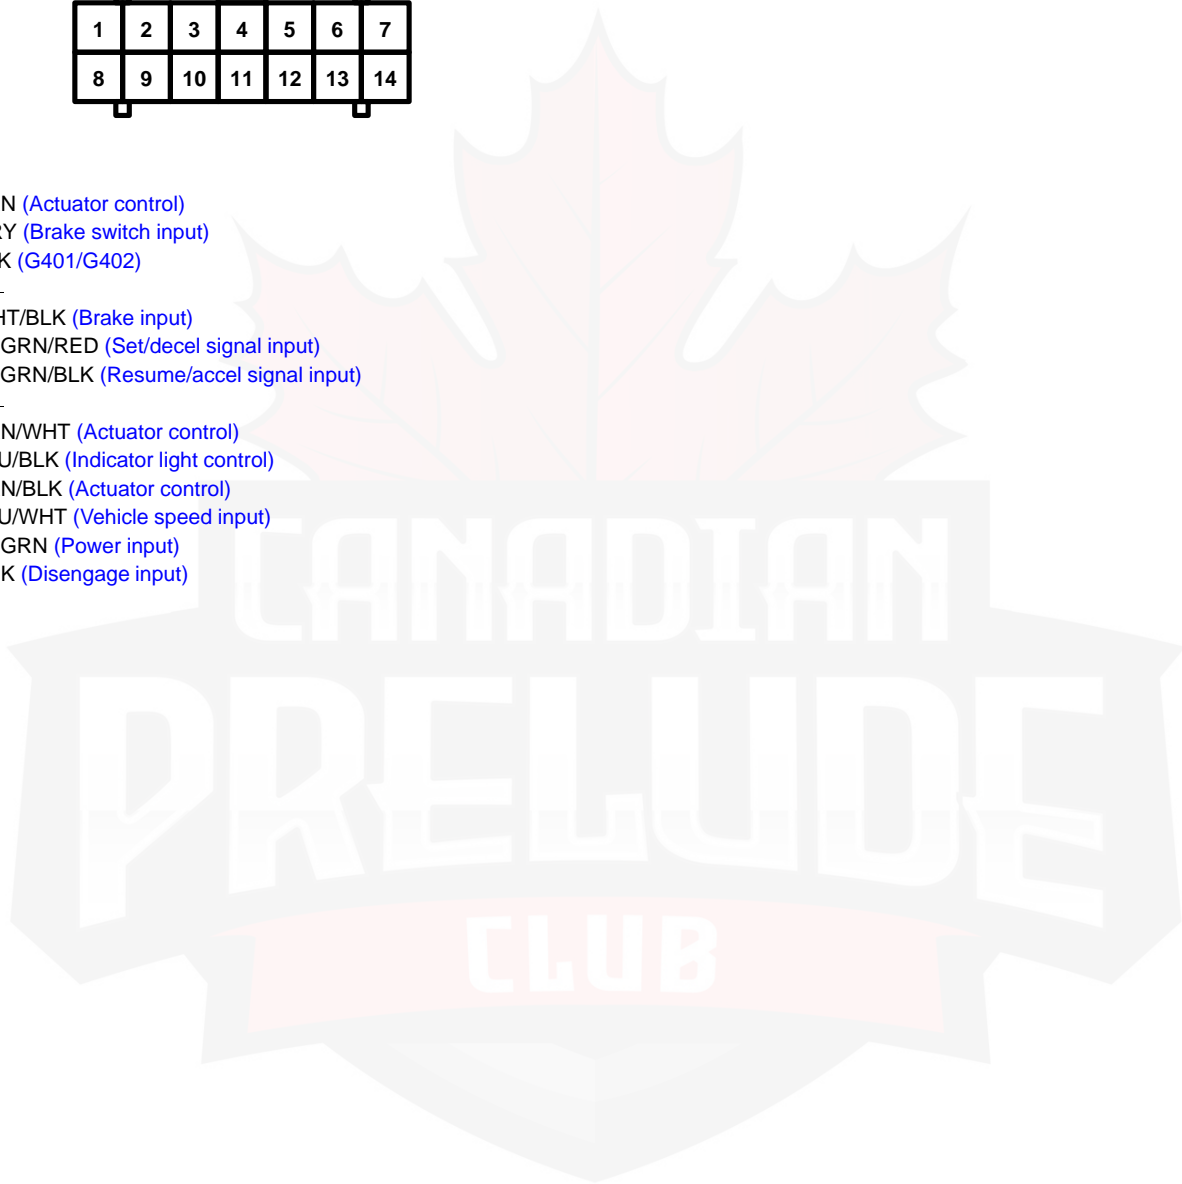 1 2 3 4 5 6 7
8 9 10 11 12 13 14
N (Actuator control)
RY (Brake switch input)
K (G401/G402)
–
HT/BLK (Brake input)
GRN/RED (Set/decel signal input)
GRN/BLK (Resume/accel signal input)
–
N/WHT (Actuator control)
U/BLK (Indicator light control)
N/BLK (Actuator control)
U/WHT (Vehicle speed input)
GRN (Power input)
K (Disengage input)
CANADIAN
PRELUDE
CLUB